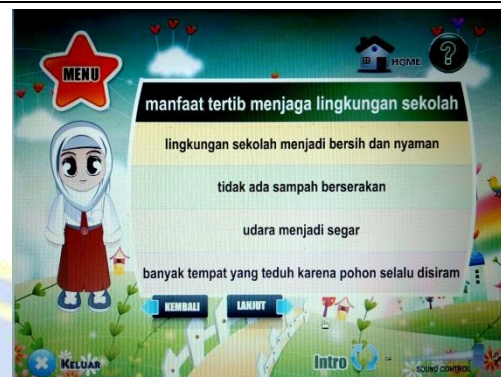 MENU
HOME
?
manfaat tertib menjaga lingkungan sekolah
lingkungan sekolah menjadi bersih dan nyaman
tidak ada sampah berserakan
udara menjadi segar
banyak tempat yang teduh karena pohon selalu disiram
KEMBALI
LANJUT
KELUAR
Intro
SOUND CONTROL